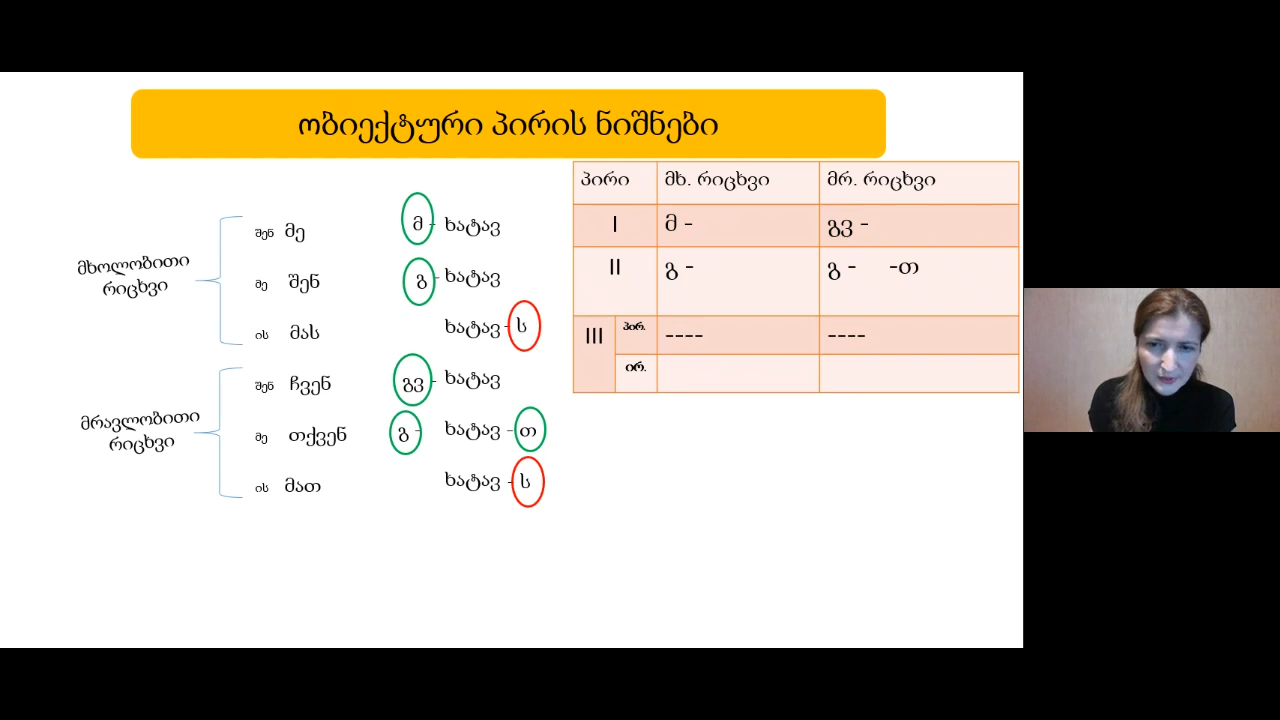 ობიექტური პირის ნიშნები
მხოლობითი
რიცხვი
შენ მე მ - ხატავ
მე შენ გ - ხატავ
ის მას ხატავ - ს
მრავლობითი
რიცხვი
შენ ჩვენ გვ - ხატავ
მე თქვენ გ - ხატავ - თ
ის მათ ხატავ - ს
პირი მხ. რიცხვი მრ. რიცხვი
I მ - გვ -
II გ - გ - -თ
III პირ. ---- ----
ირ.